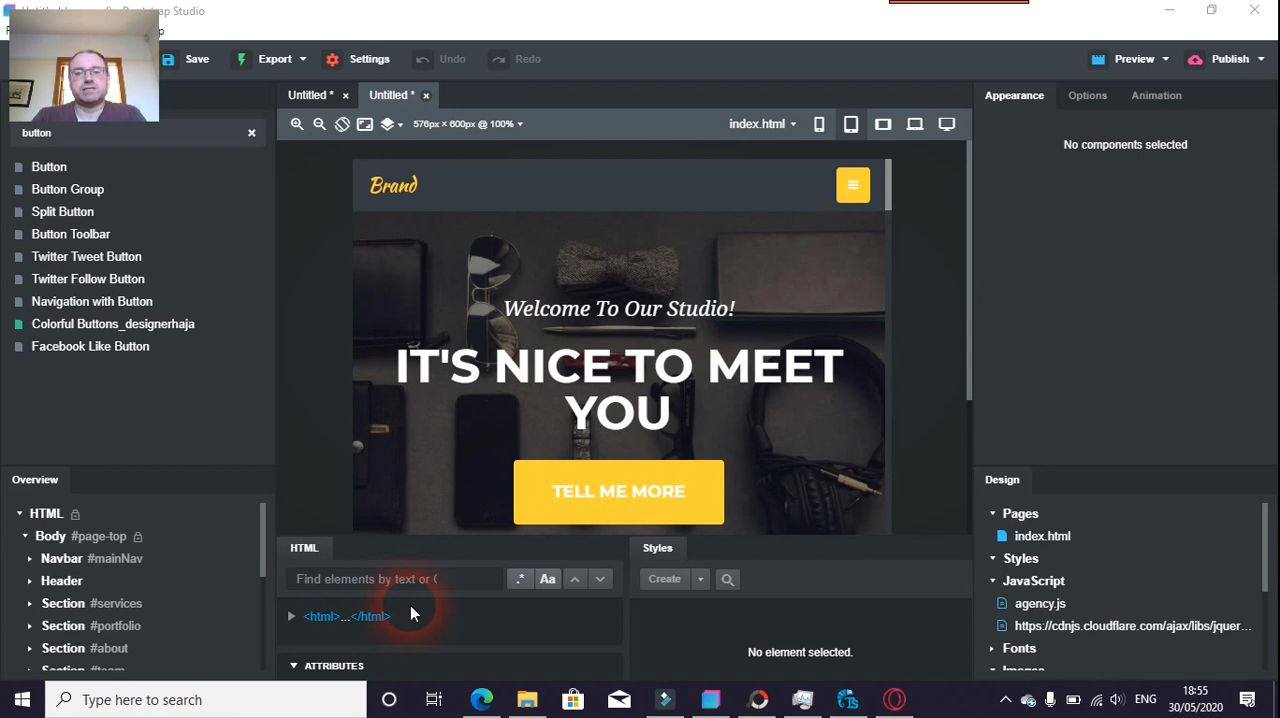 Bootstrap Studio
Save
Export
Settings
Undo
Redo
Preview
Publish
Untitled *
Untitled *
Appearance
Options
Animation
button
576px × 600px @ 100%
index.html
No components selected
Button
Button Group
Split Button
Button Toolbar
Twitter Tweet Button
Twitter Follow Button
Navigation with Button
Colorful Buttons_designerhaja
Facebook Like Button
Brand
Welcome To Our Studio!
IT'S NICE TO MEET
YOU
TELL ME MORE
Overview
HTML
Body #page-top
Navbar #mainNav
Header
Section #services
Section #portfolio
Section #about
HTML
Find elements by text or (
.*
Aa
<html>...</html>
ATTRIBUTES
Styles
Create
No element selected.
Design
Pages
index.html
Styles
JavaScript
agency.js
https://cdnjs.cloudflare.com/ajax/libs/jquer...
Fonts
Images
Type here to search
ENG
18:55
30/05/2020